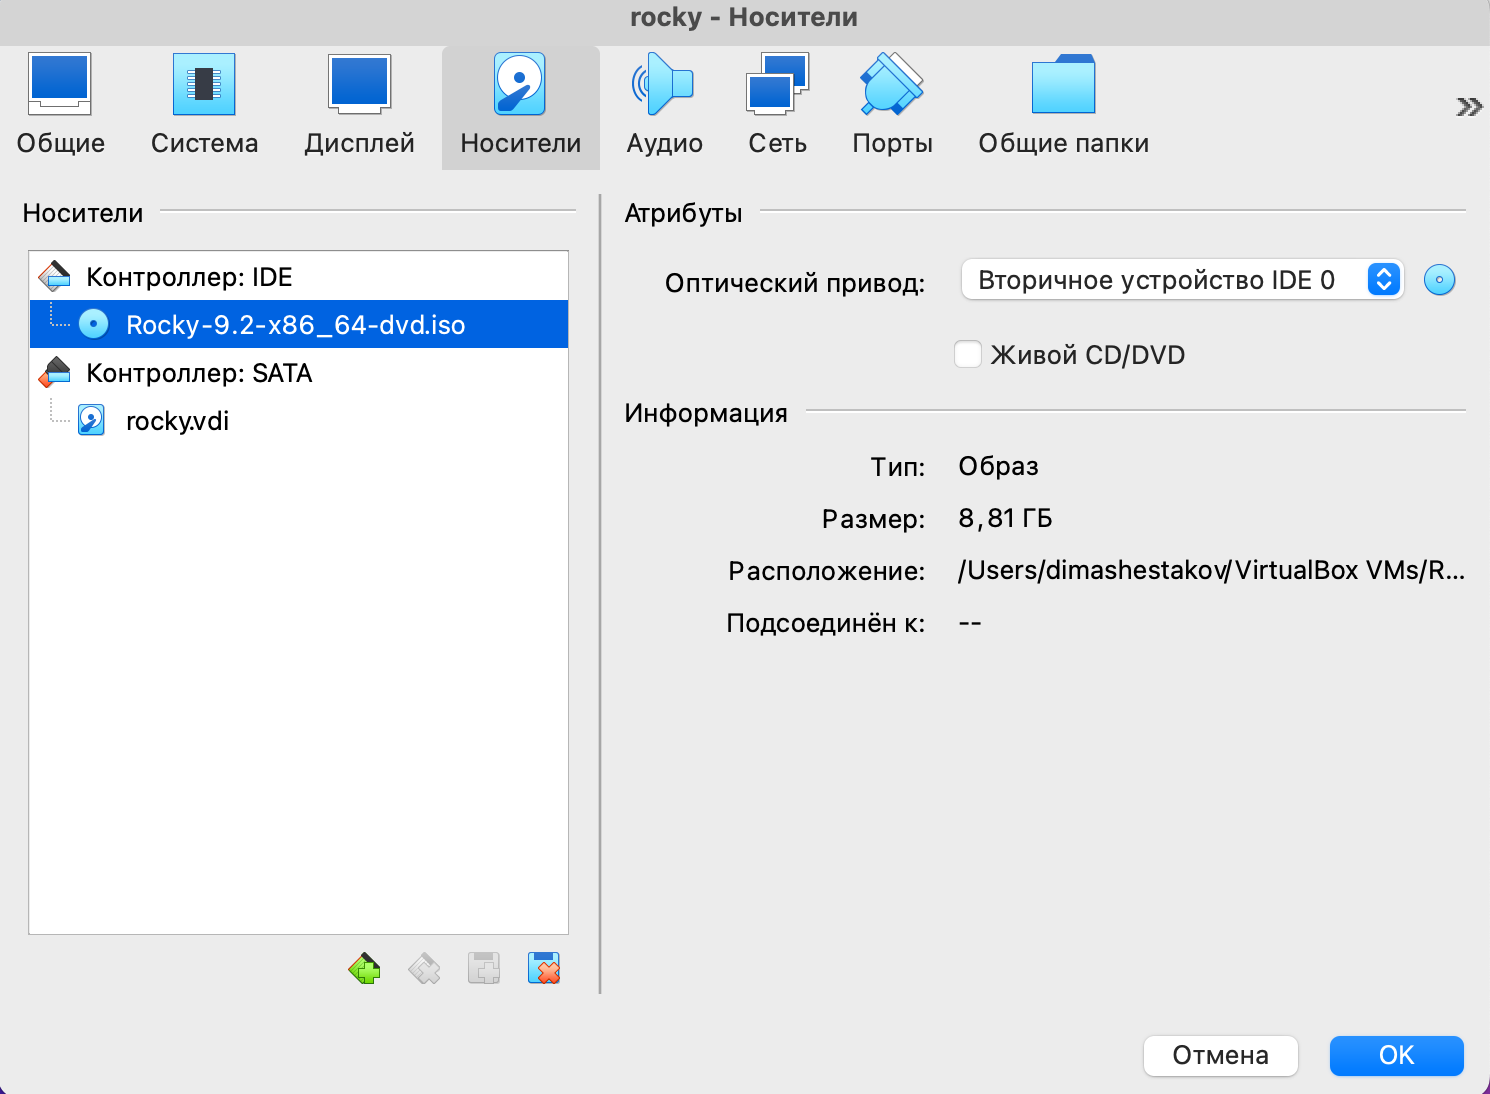 rocky - Носители
Общие
Система
Дисплей
Носители
Аудио
Сеть
Порты
Общие папки
Носители
Контроллер: IDE
Rocky-9.2-x86_64-dvd.iso
Контроллер: SATA
rocky.vdi
Атрибуты
Оптический привод: Вторичное устройство IDE 0
Живой CD/DVD
Информация
Тип: Образ
Размер: 8,81 ГБ
Расположение: /Users/dimashestakov/VirtualBox VMs/R...
Подсоединён к: --
Отмена
OK